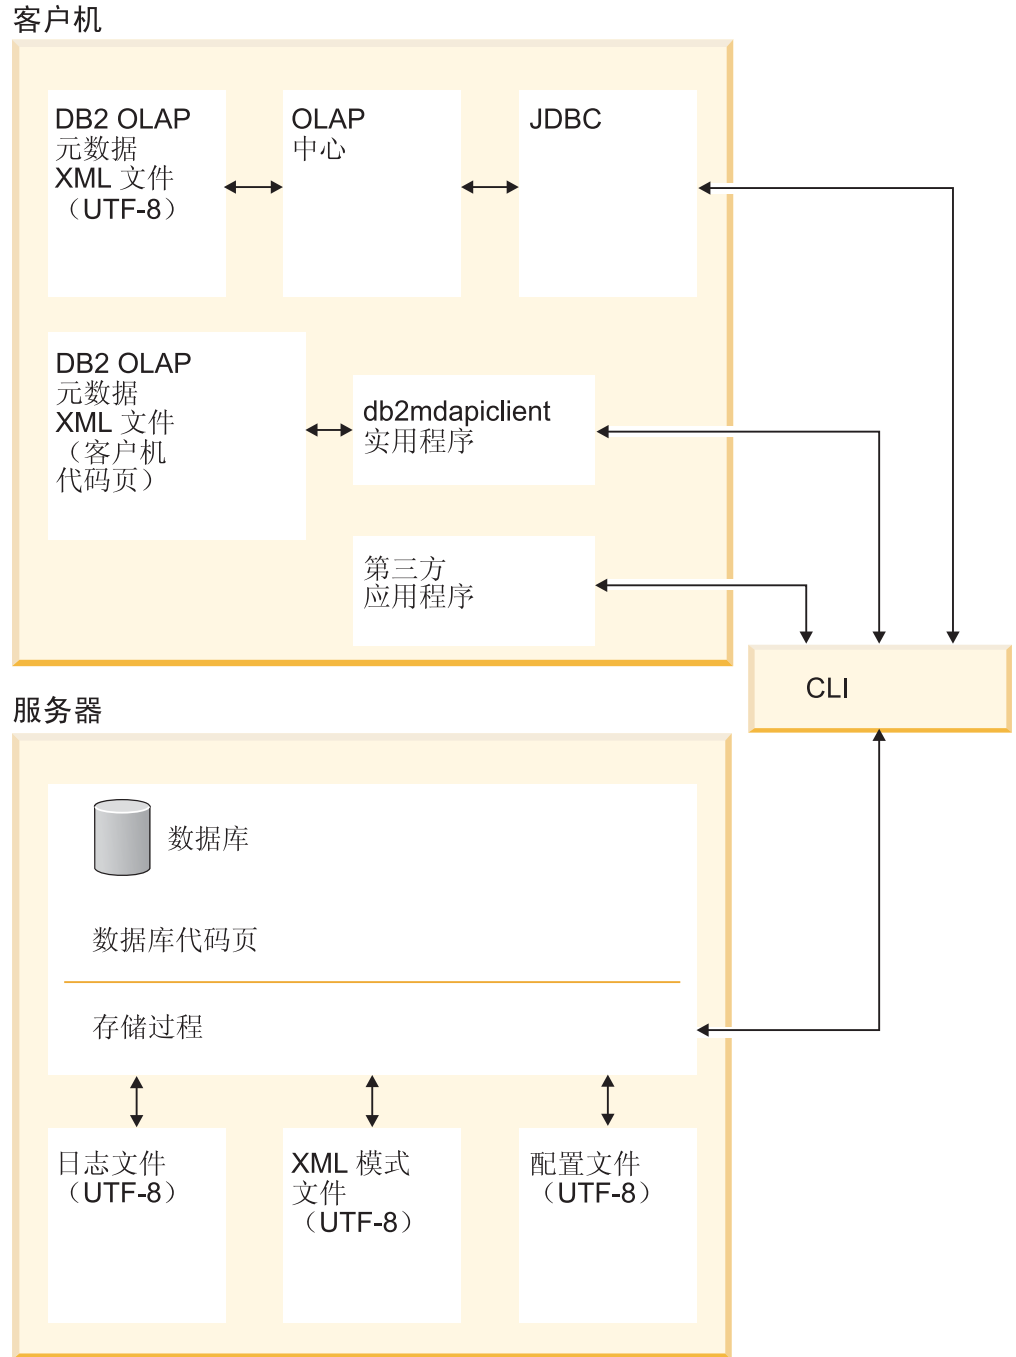 客户机
DB2 OLAP
元数据
XML 文件
（UTF-8）
OLAP
中心
JDBC
DB2 OLAP
元数据
XML 文件
（客户机
代码页）
db2mdapiclient
实用程序
第三方
应用程序
CLI
服务器
数据库
数据库代码页
存储过程
日志文件
（UTF-8）
XML 模式
文件
（UTF-8）
配置文件
（UTF-8）